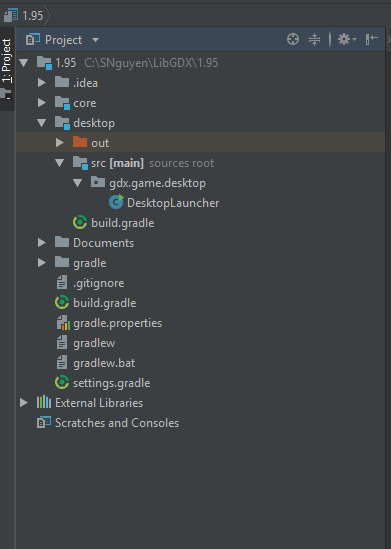 1.95
Project
1: Project
1.95 C:\SNguyen\LibGDX\1.95
.idea
core
desktop
out
src [main] sources root
gdx.game.desktop
DesktopLauncher
build.gradle
Documents
gradle
.gitignore
build.gradle
gradle.properties
gradlew
gradlew.bat
settings.gradle
External Libraries
Scratches and Consoles